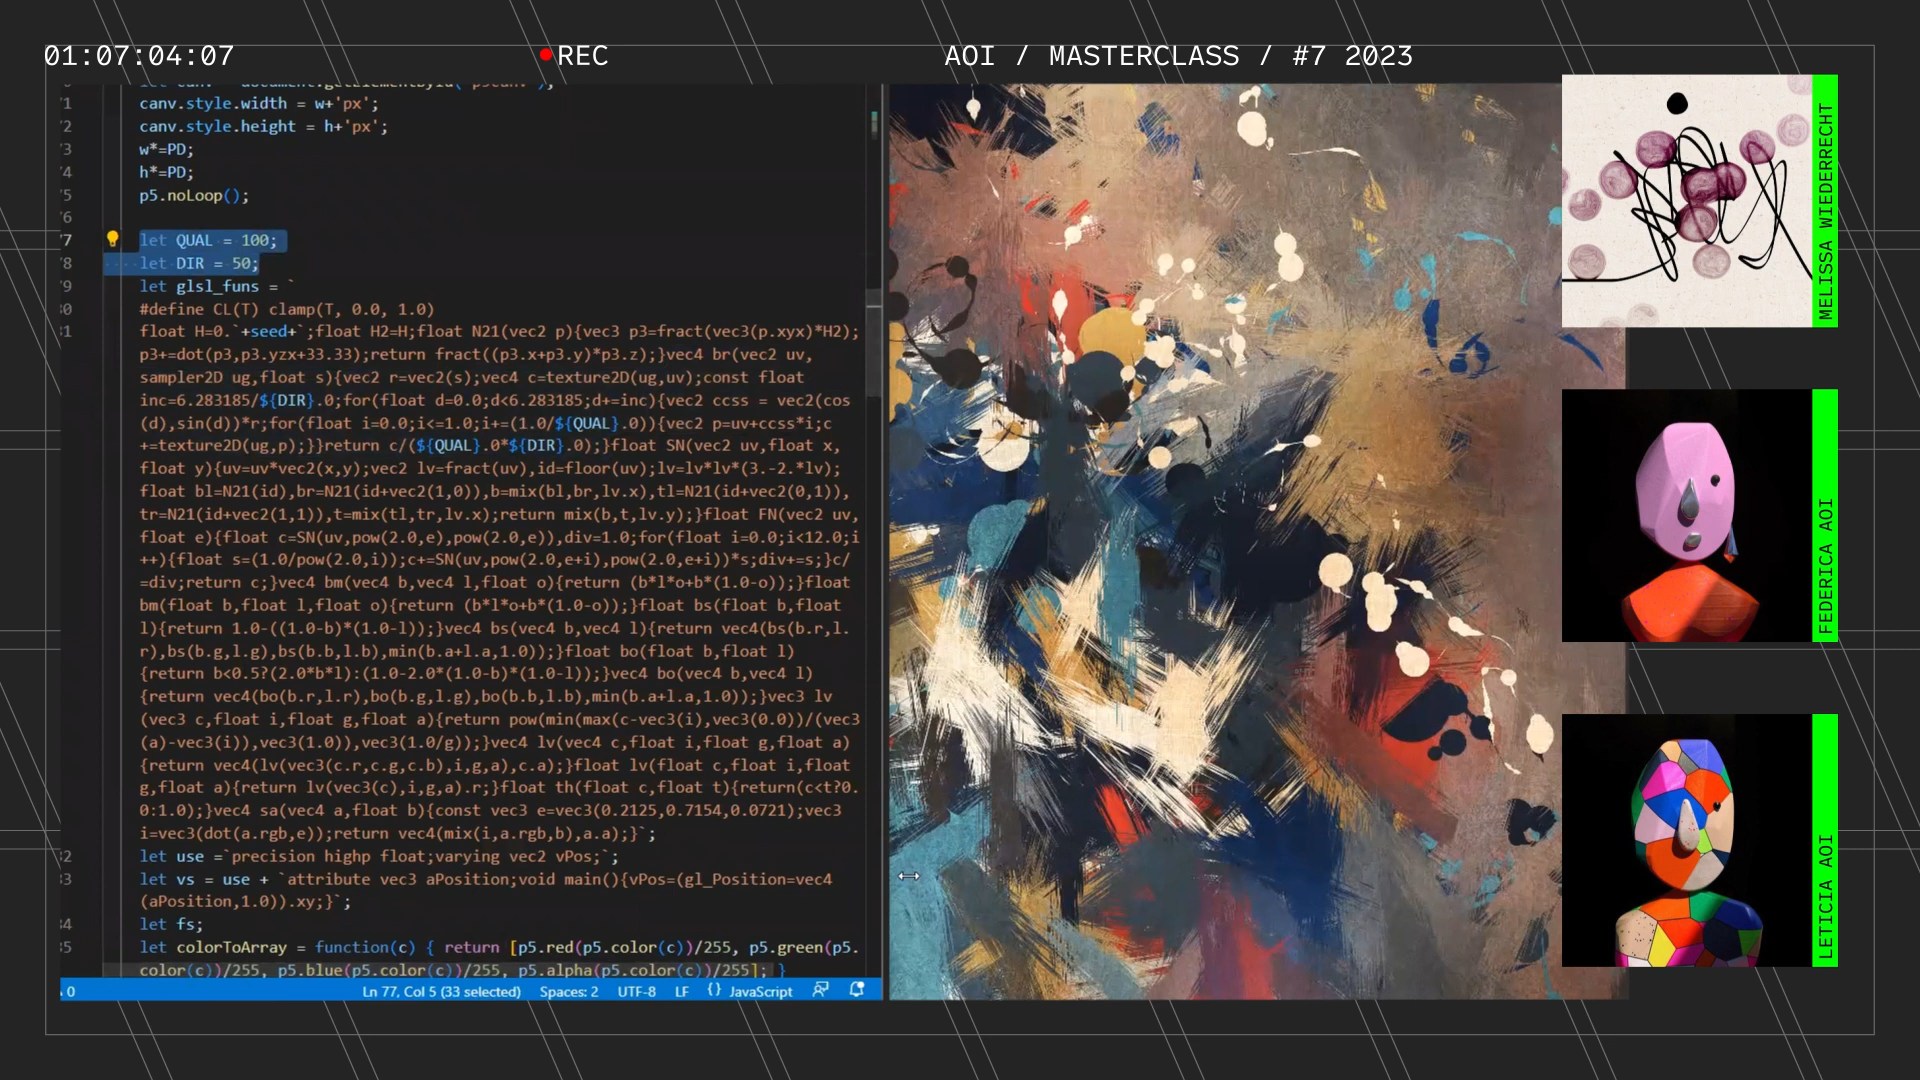 01:07:04:07
REC
AOI / MASTERCLASS / #7 2023
71 canv.style.width = w+'px';
72 canv.style.height = h+'px';
73 w*=PD;
74 h*=PD;
75 p5.noLoop();
76
77 let QUAL = 100;
78 let DIR = 50;
79 let glsl_funs = `
80 #define CL(T) clamp(T, 0.0, 1.0)
81 float H=0.`+seed+`;float H2=H;float N21(vec2 p){vec3 p3=fract(vec3(p.xyx)*H2);
p3+=dot(p3,p3.yzx+33.33);return fract((p3.x+p3.y)*p3.z);}vec4 br(vec2 uv,
sampler2D ug,float s){vec2 r=vec2(s);vec4 c=texture2D(ug,uv);const float
inc=6.283185/${DIR}.0;for(float d=0.0;d<6.283185;d+=inc){vec2 ccss = vec2(cos
(d),sin(d))*r;for(float i=0.0;i<=1.0;i+=(1.0/${QUAL}.0)){vec2 p=uv+ccss*i;c
+=texture2D(ug,p);}}return c/(${QUAL}.0*${DIR}.0);}float SN(vec2 uv,float x,
float y){uv=uv*vec2(x,y);vec2 lv=fract(uv),id=floor(uv);lv=lv*lv*(3.-2.*lv);
float bl=N21(id),br=N21(id+vec2(1,0)),b=mix(bl,br,lv.x),tl=N21(id+vec2(0,1)),
tr=N21(id+vec2(1,1)),t=mix(tl,tr,lv.x);return mix(b,t,lv.y);}float FN(vec2 uv,
float e){float c=SN(uv,pow(2.0,e),pow(2.0,e)),div=1.0;for(float i=0.0;i<12.0;i
++){float s=(1.0/pow(2.0,i));c+=SN(uv,pow(2.0,e+i),pow(2.0,e+i))*s;div+=s;}c/
=div;return c;}vec4 bm(vec4 b,vec4 l,float o){return (b*l*o+b*(1.0-o));}float
bm(float b,float l,float o){return (b*l*o+b*(1.0-o));}float bs(float b,float
l){return 1.0-((1.0-b)*(1.0-l));}vec4 bs(vec4 b,vec4 l){return vec4(bs(b.r,l.
r),bs(b.g,l.g),bs(b.b,l.b),min(b.a+l.a,1.0));}float bo(float b,float l)
{return b<0.5?(2.0*b*l):(1.0-2.0*(1.0-b)*(1.0-l));}vec4 bo(vec4 b,vec4 l)
{return vec4(bo(b.r,l.r),bo(b.g,l.g),bo(b.b,l.b),min(b.a+l.a,1.0));}vec3 lv
(vec3 c,float i,float g,float a){return pow(min(max(c-vec3(i),vec3(0.0))/(vec3
(a)-vec3(i)),vec3(1.0)),vec3(1.0/g));}vec4 lv(vec4 c,float i,float g,float a)
{return vec4(lv(vec3(c.r,c.g,c.b),i,g,a),c.a);}float lv(float c,float i,float
g,float a){return lv(vec3(c),i,g,a).r;}float th(float c,float t){return(c<t?0.
0:1.0);}vec4 sa(vec4 a,float b){const vec3 e=vec3(0.2125,0.7154,0.0721);vec3
i=vec3(dot(a.rgb,e));return vec4(mix(i,a.rgb,b),a.a);}`;
82 let use =`precision highp float;varying vec2 vPos;`;
83 let vs = use + `attribute vec3 aPosition;void main(){vPos=(gl_Position=vec4
(aPosition,1.0)).xy;}`;
84 let fs;
85 let colorToArray = function(c) { return [p5.red(p5.color(c))/255, p5.green(p5.
color(c))/255, p5.blue(p5.color(c))/255, p5.alpha(p5.color(c))/255]; }
0 Ln 77, Col 5 (33 selected) Spaces: 2 UTF-8 LF {} JavaScript
MELISSA WIEDERRECHT
FEDERICA AOI
LETICIA AOI